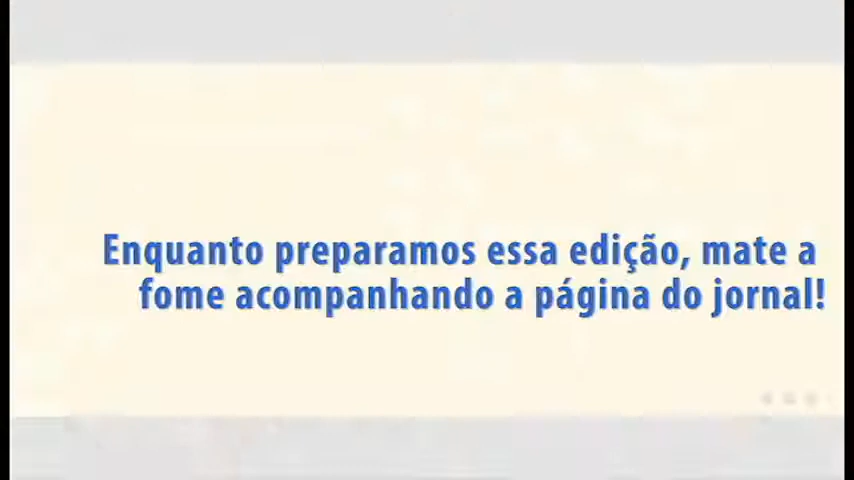 Enquanto preparamos essa edição, mate a
fome acompanhando a página do jornal!